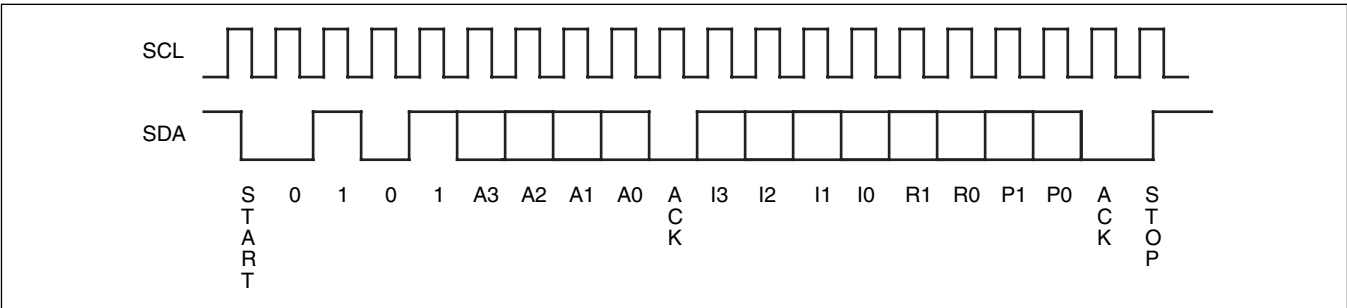 SCL
SDA
START 0 1 0 1 A3 A2 A1 A0 ACK I3 I2 I1 I0 R1 R0 P1 P0 ACK STOP